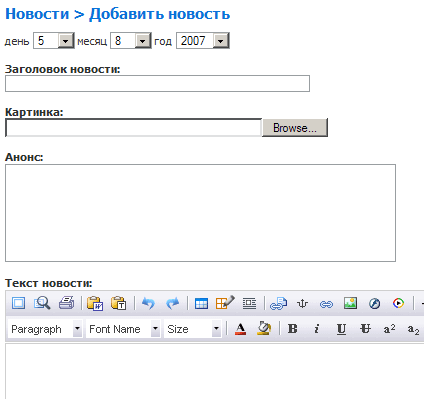 Новости > Добавить новость
день 5 месяц 8 год 2007
Заголовок новости:
Картинка:
Browse...
Анонс:
Текст новости:
Paragraph Font Name Size A B i U U a² a₂